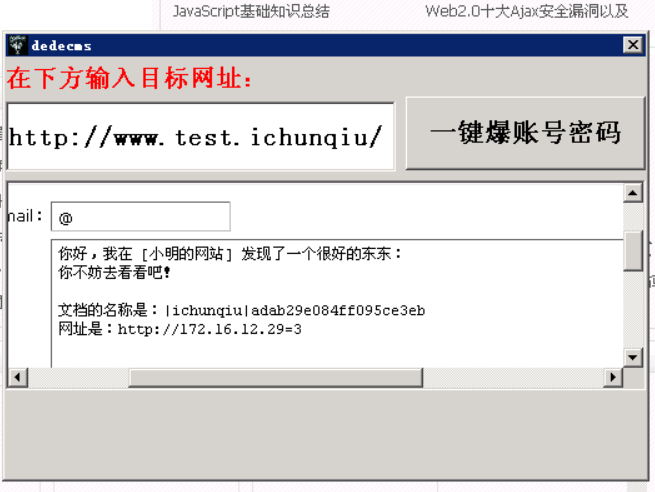 JavaScript基础知识总结
Web2.0十大Ajax安全漏洞以及
dedecms
在下方输入目标网址：
http://www.test.ichunqiu/
一键爆账号密码
mail： @
你好，我在 [小明的网站] 发现了一个很好的东东：
你不妨去看看吧！
文档的名称是：|ichunqiu|adab29e084ff095ce3eb
网址是：http://172.16.12.29=3